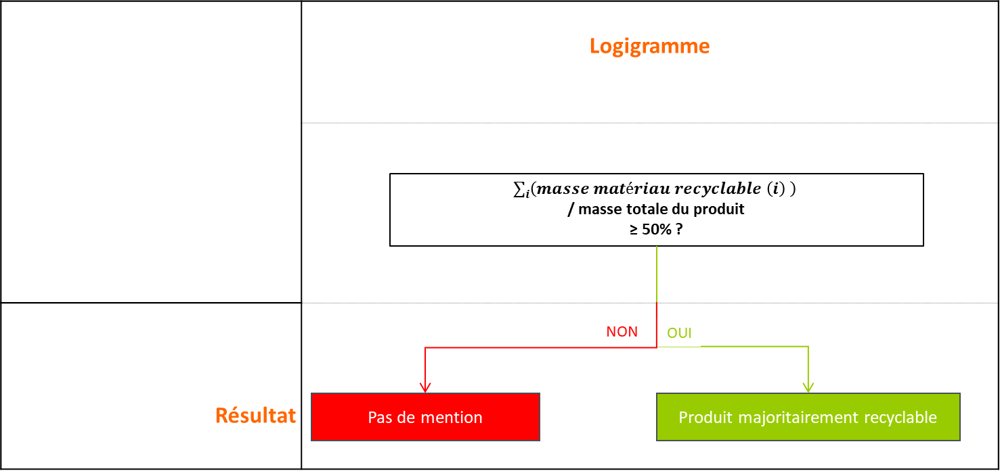 Logigramme
∑ᵢ(masse matériau recyclable (i) )
/ masse totale du produit
≥ 50% ?
NON
OUI
Résultat
Pas de mention
Produit majoritairement recyclable